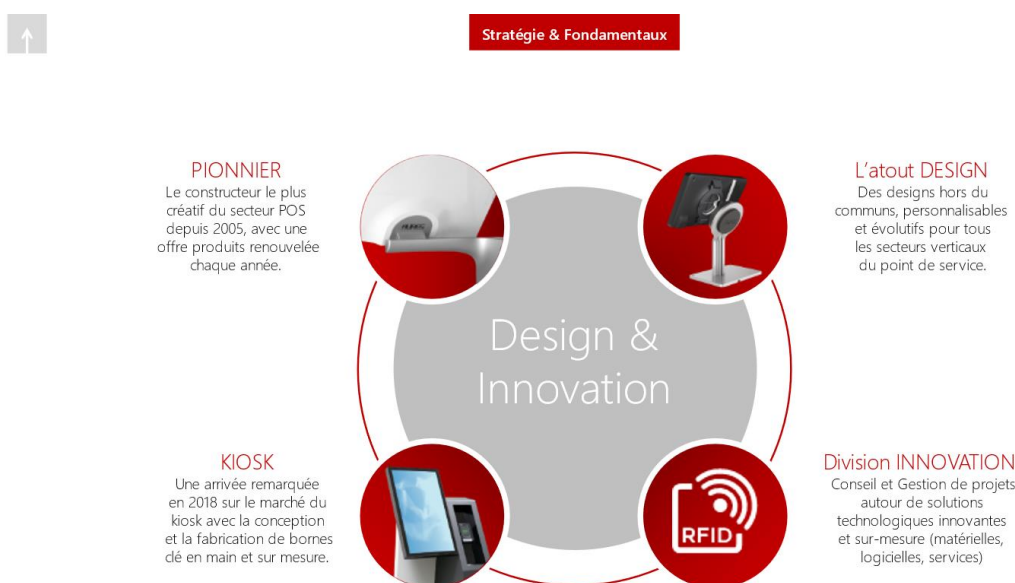 Stratégie & Fondamentaux
PIONNIER
Le constructeur le plus
créatif du secteur POS
depuis 2005, avec une
offre produits renouvelée
chaque année.
L'atout DESIGN
Des designs hors du
communs, personnalisables
et évolutifs pour tous
les secteurs verticaux
du point de service.
Design &
Innovation
KIOSK
Une arrivée remarquée
en 2018 sur le marché du
kiosk avec la conception
et la fabrication de bornes
clé en main et sur mesure.
Division INNOVATION
Conseil et Gestion de projets
autour de solutions
technologiques innovantes
et sur-mesure (matérielles,
logicielles, services)
RFID